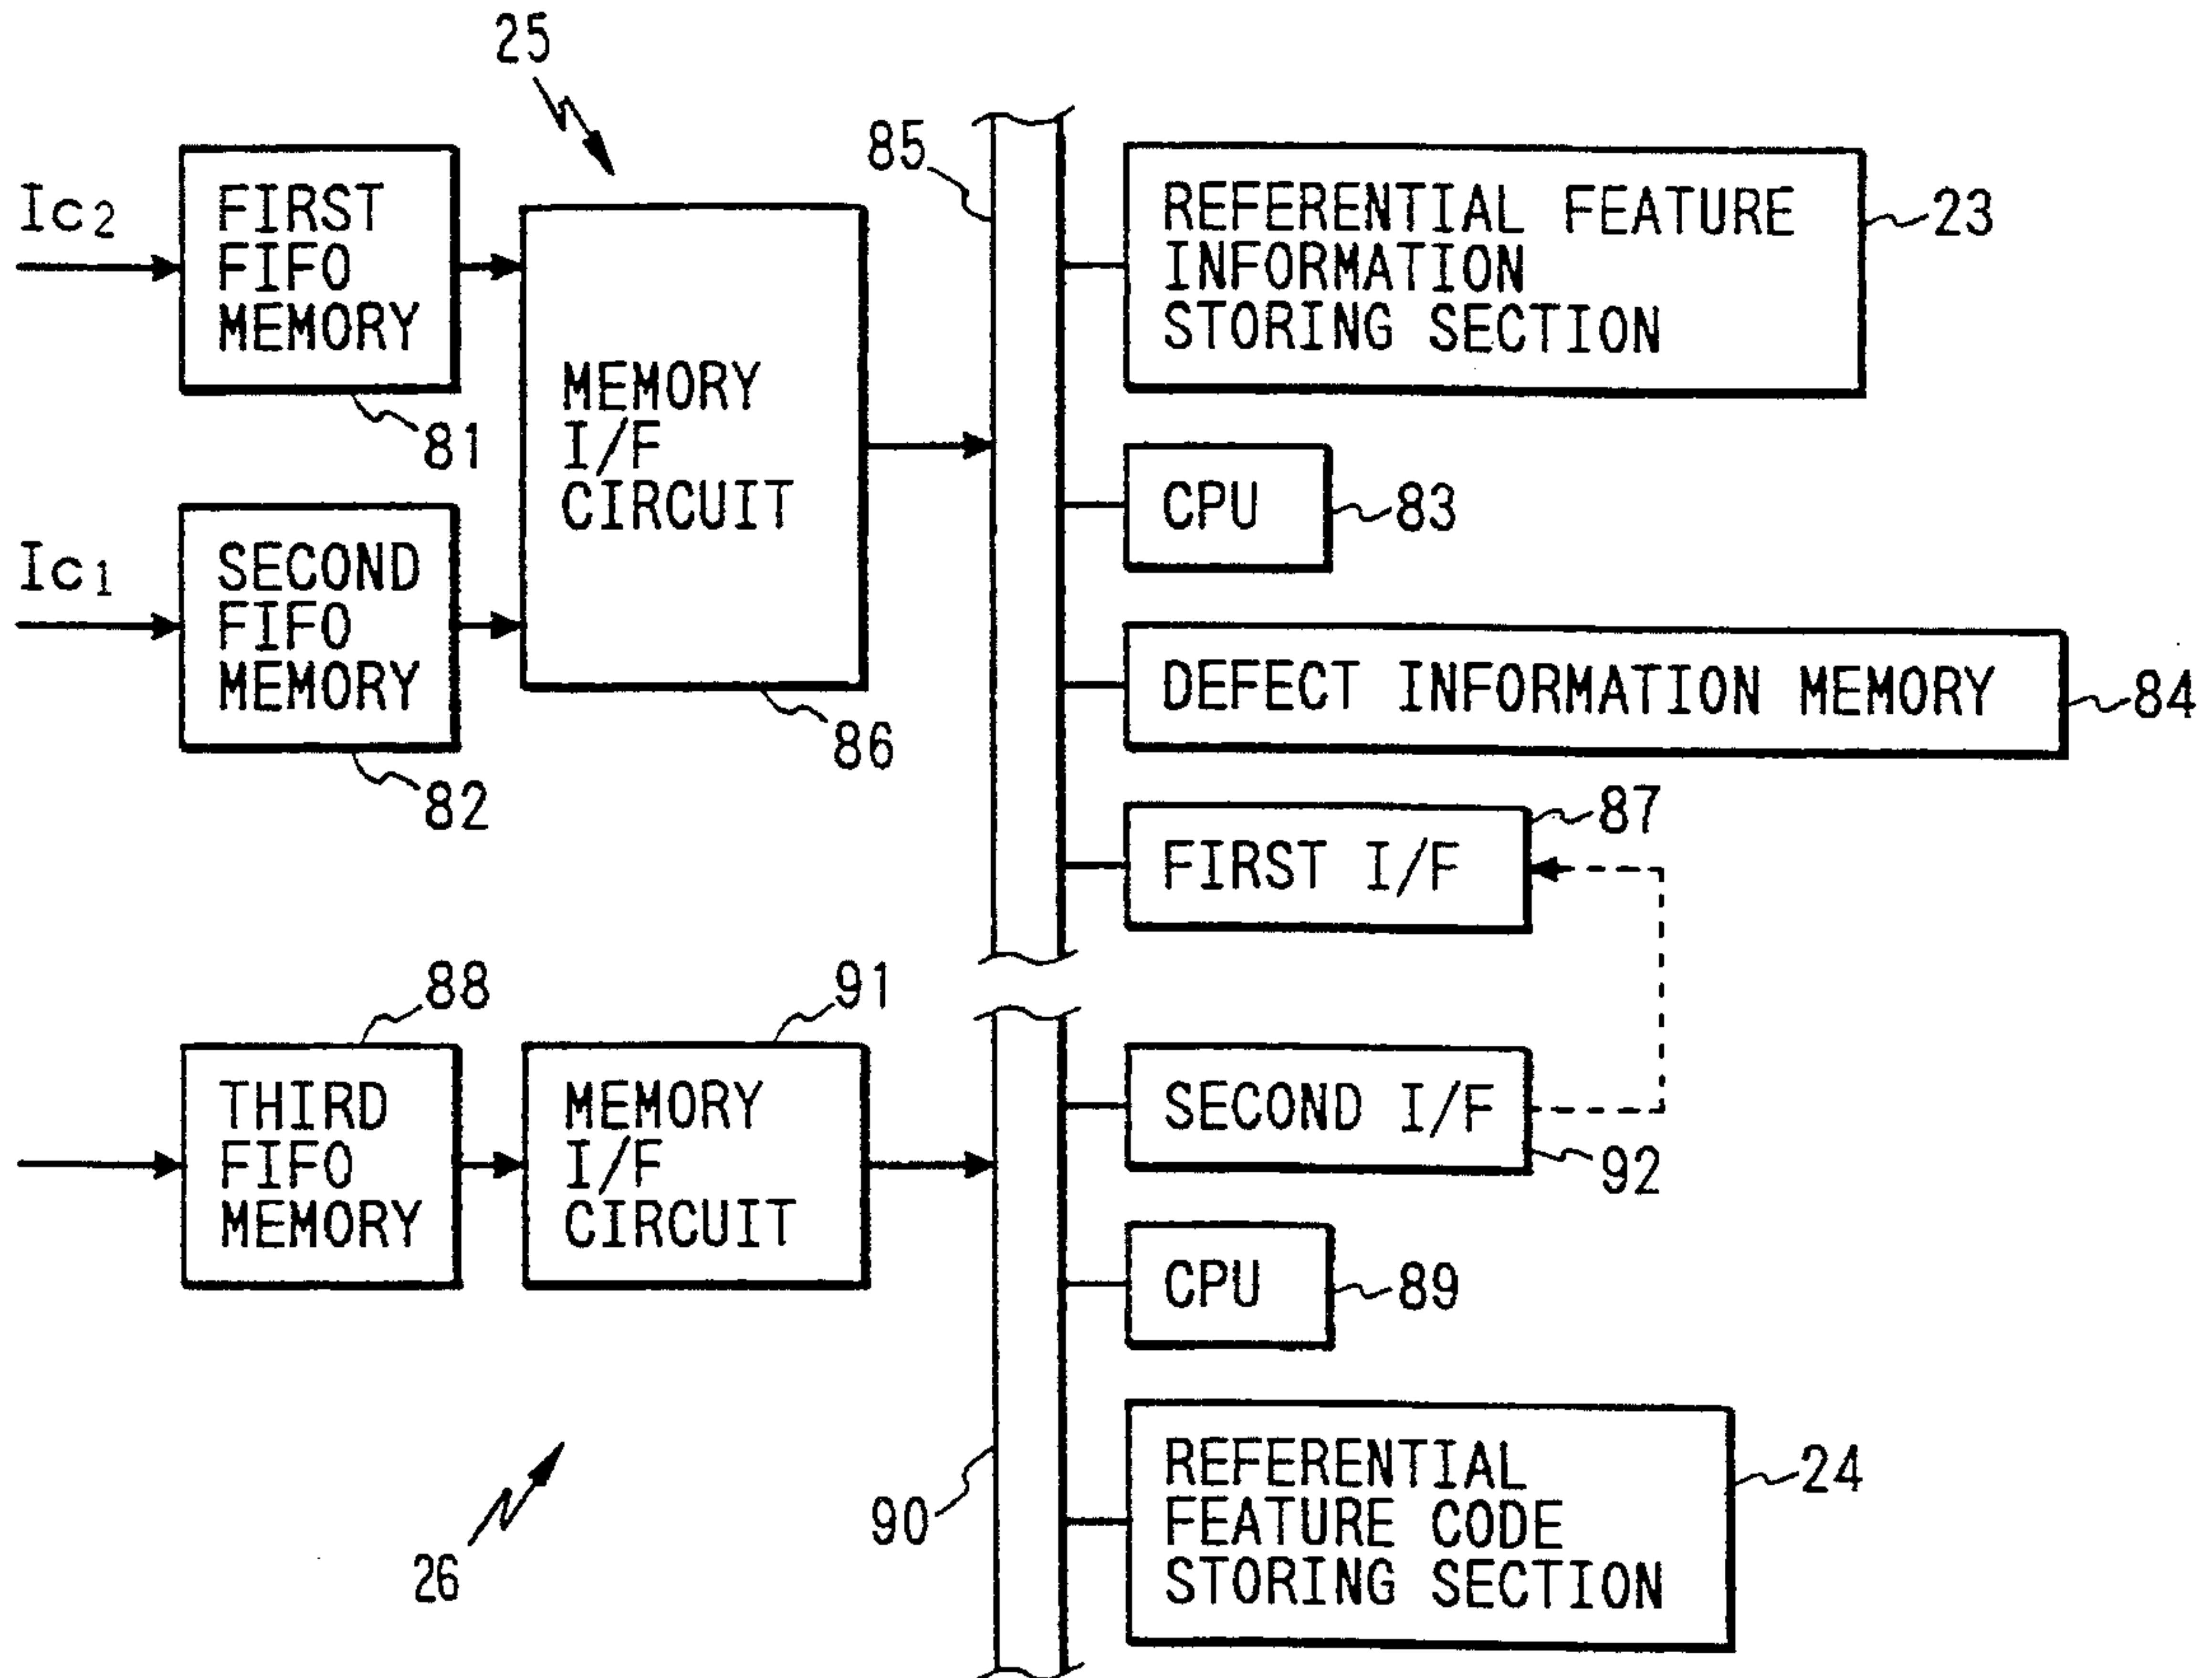 25
Ic2
FIRST
FIFO
MEMORY
81
Ic1
SECOND
FIFO
MEMORY
82
MEMORY
I/F
CIRCUIT
86
85
REFERENTIAL FEATURE
INFORMATION
STORING SECTION
23
CPU
83
DEFECT INFORMATION MEMORY
84
FIRST I/F
87
88
THIRD
FIFO
MEMORY
91
MEMORY
I/F
CIRCUIT
SECOND I/F
92
CPU
89
90
REFERENTIAL
FEATURE CODE
STORING SECTION
24
26